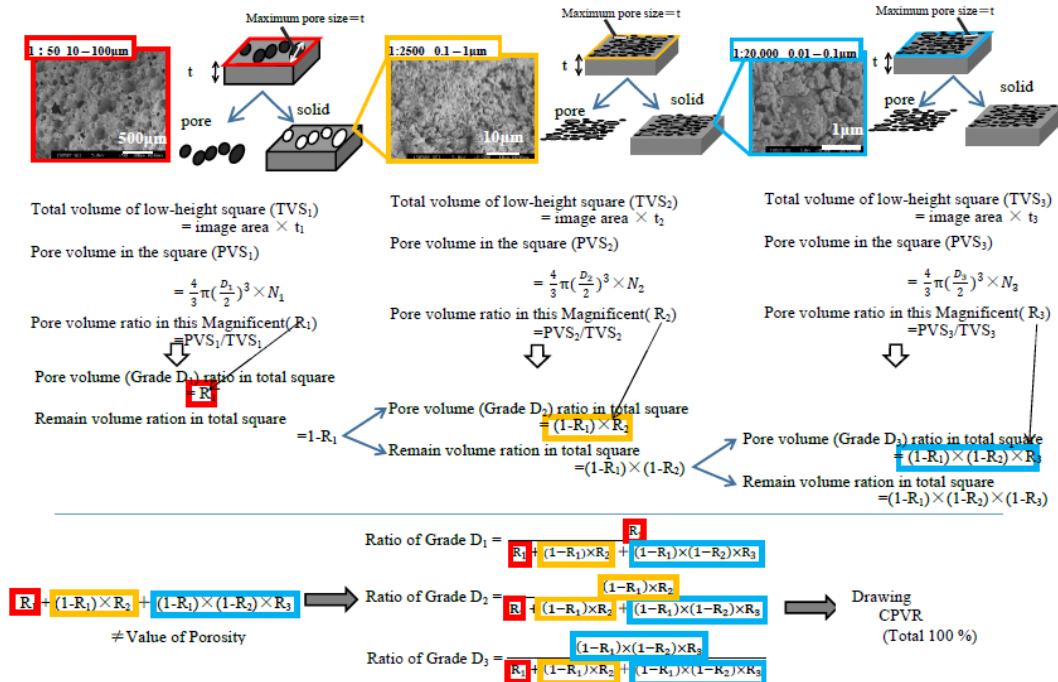 Maximum pore size＝t
1：50 10－100μm
t
pore
solid
500μm
Maximum pore size＝t
1:2500 0.1－1μm
t
pore
solid
10μm
Maximum pore size＝t
1:20,000 0.01－0.1μm
t
pore
solid
1μm
Total volume of low-height square (TVS₁)
= image area × t₁
Pore volume in the square (PVS₁)
= 4/3 π(D₁/2)³ × N₁
Pore volume ratio in this Magnificent( R₁)
=PVS₁/TVS₁
Pore volume (Grade D₁) ratio in total square
= R₁
Remain volume ration in total square
=1-R₁
Total volume of low-height square (TVS₂)
= image area × t₂
Pore volume in the square (PVS₂)
= 4/3 π(D₂/2)³ × N₂
Pore volume ratio in this Magnificent( R₂)
=PVS₂/TVS₂
Pore volume (Grade D₂) ratio in total square
= (1-R₁)×R₂
Remain volume ration in total square
=(1-R₁)×(1-R₂)
Total volume of low-height square (TVS₃)
= image area × t₃
Pore volume in the square (PVS₃)
= 4/3 π(D₃/2)³ × N₃
Pore volume ratio in this Magnificent( R₃)
=PVS₃/TVS₃
Pore volume (Grade D₃) ratio in total square
= (1-R₁)×(1-R₂)×R₃
Remain volume ration in total square
=(1-R₁)×(1-R₂)×(1-R₃)
R₁+(1-R₁)×R₂+(1-R₁)×(1-R₂)×R₃
≠Value of Porosity
Ratio of Grade D₁ = R₁ / R₁+(1−R₁)×R₂+(1−R₁)×(1−R₂)×R₃
Ratio of Grade D₂ = (1−R₁)×R₂ / R₁+(1−R₁)×R₂+(1−R₁)×(1−R₂)×R₃
Ratio of Grade D₃ = (1−R₁)×(1−R₂)×R₃ / R₁+(1−R₁)×R₂+(1−R₁)×(1−R₂)×R₃
Drawing
CPVR
(Total 100 %)